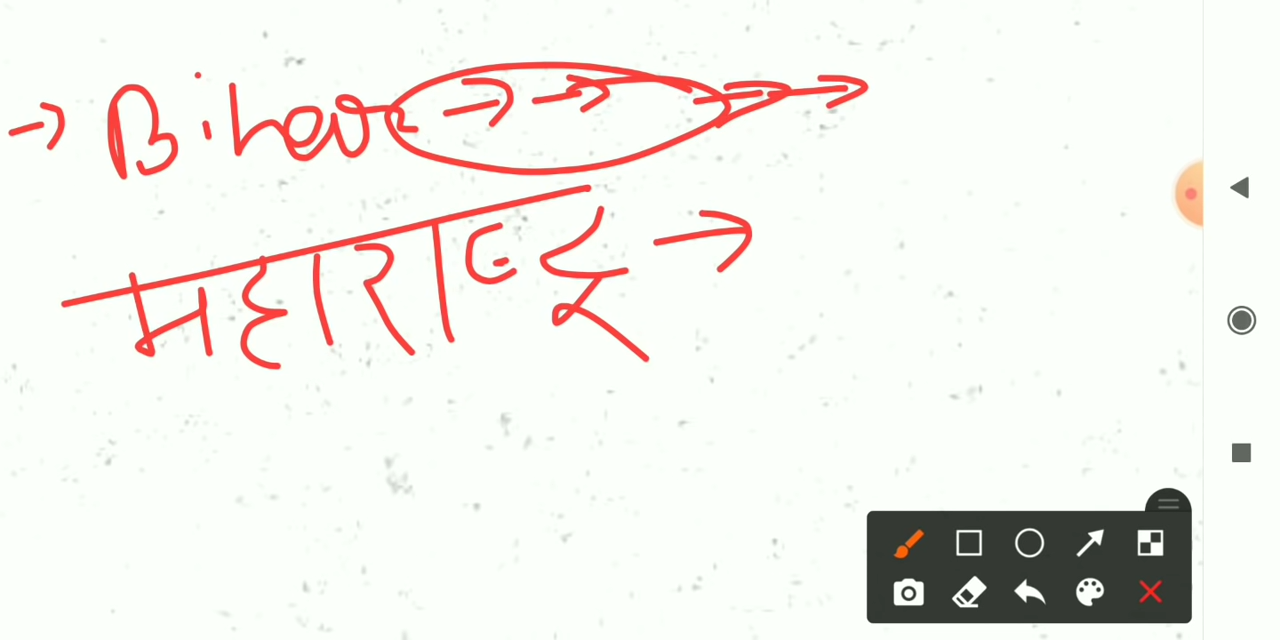 → Bihar → → → →
महाराष्ट्र →